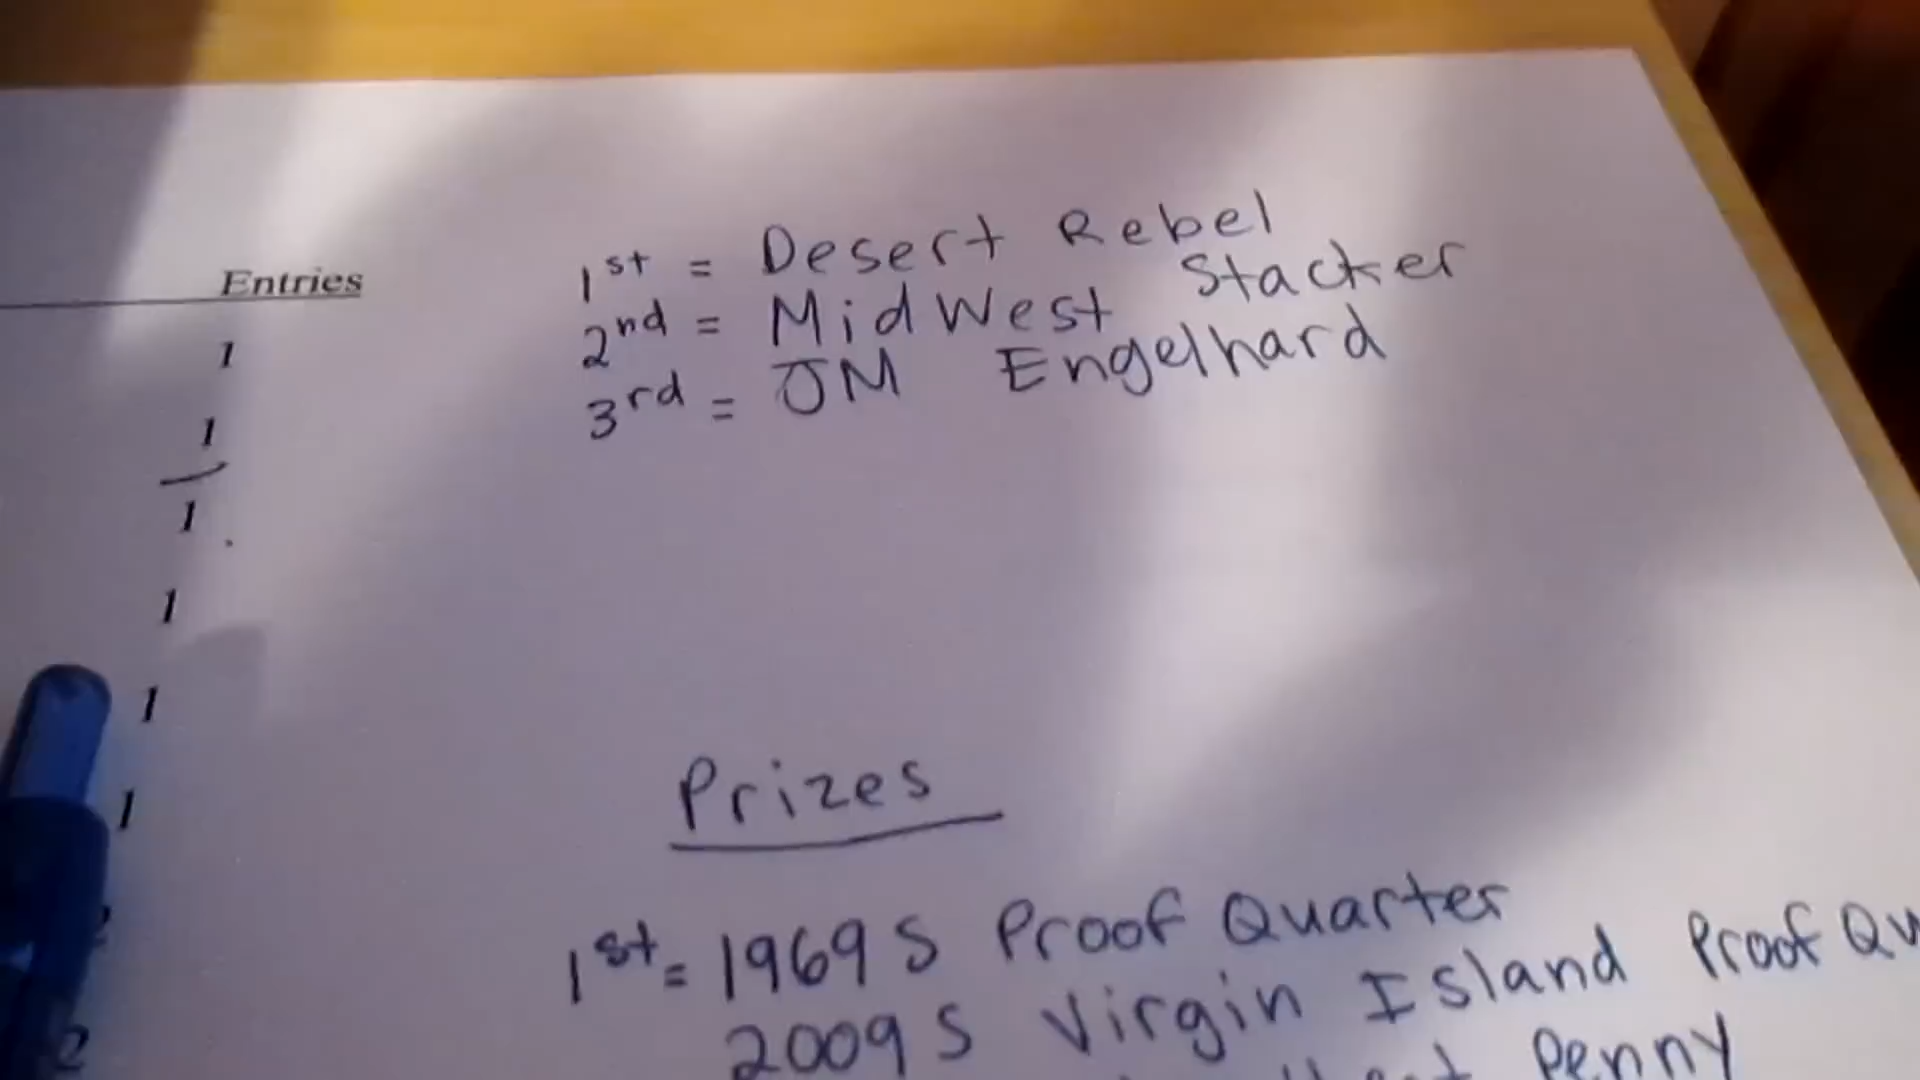 Entries
1
1
1
1
1
1
2
1st = Desert Rebel
2nd = MidWest Stacker
3rd = JM Engelhard
Prizes
1st = 1969 S Proof Quarter
2009 S Virgin Island Proof
Penny